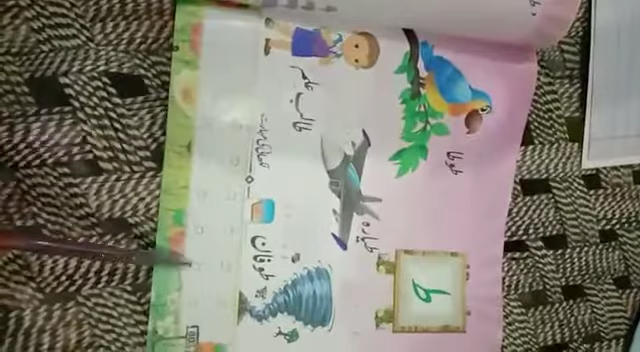 ط
طوطا
طیارہ
طالب علم
طوفان